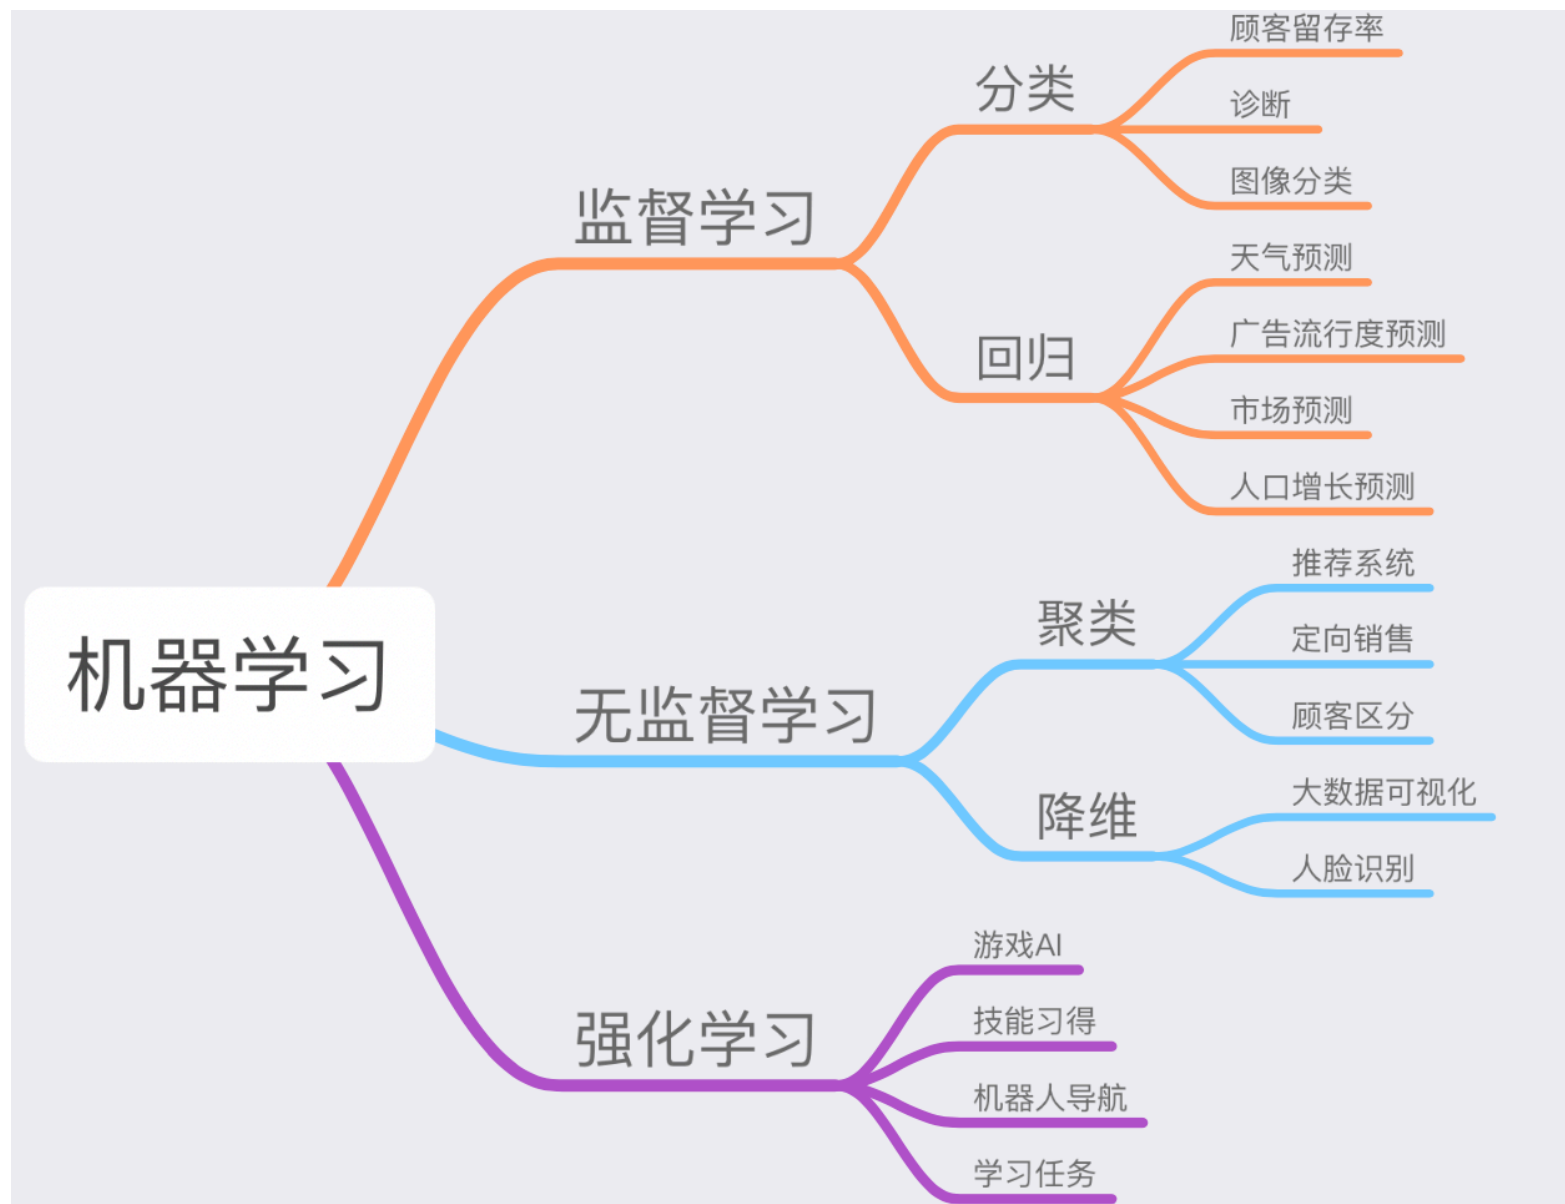 机器学习
监督学习
分类
顾客留存率
诊断
图像分类
回归
天气预测
广告流行度预测
市场预测
人口增长预测
无监督学习
聚类
推荐系统
定向销售
顾客区分
降维
大数据可视化
人脸识别
强化学习
游戏AI
技能习得
机器人导航
学习任务